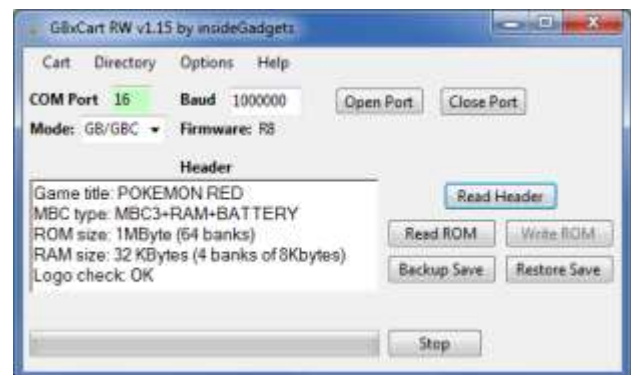 GBxCart RW v1.15 by insideGadgets
Cart Directory Options Help
COM Port 16 Baud 1000000 Open Port Close Port
Mode: GB/GBC Firmware: R8
Header
Game title: POKEMON RED
MBC type: MBC3+RAM+BATTERY
ROM size: 1MByte (64 banks)
RAM size: 32 KBytes (4 banks of 8Kbytes)
Logo check: OK
Read Header
Read ROM Write ROM
Backup Save Restore Save
Stop